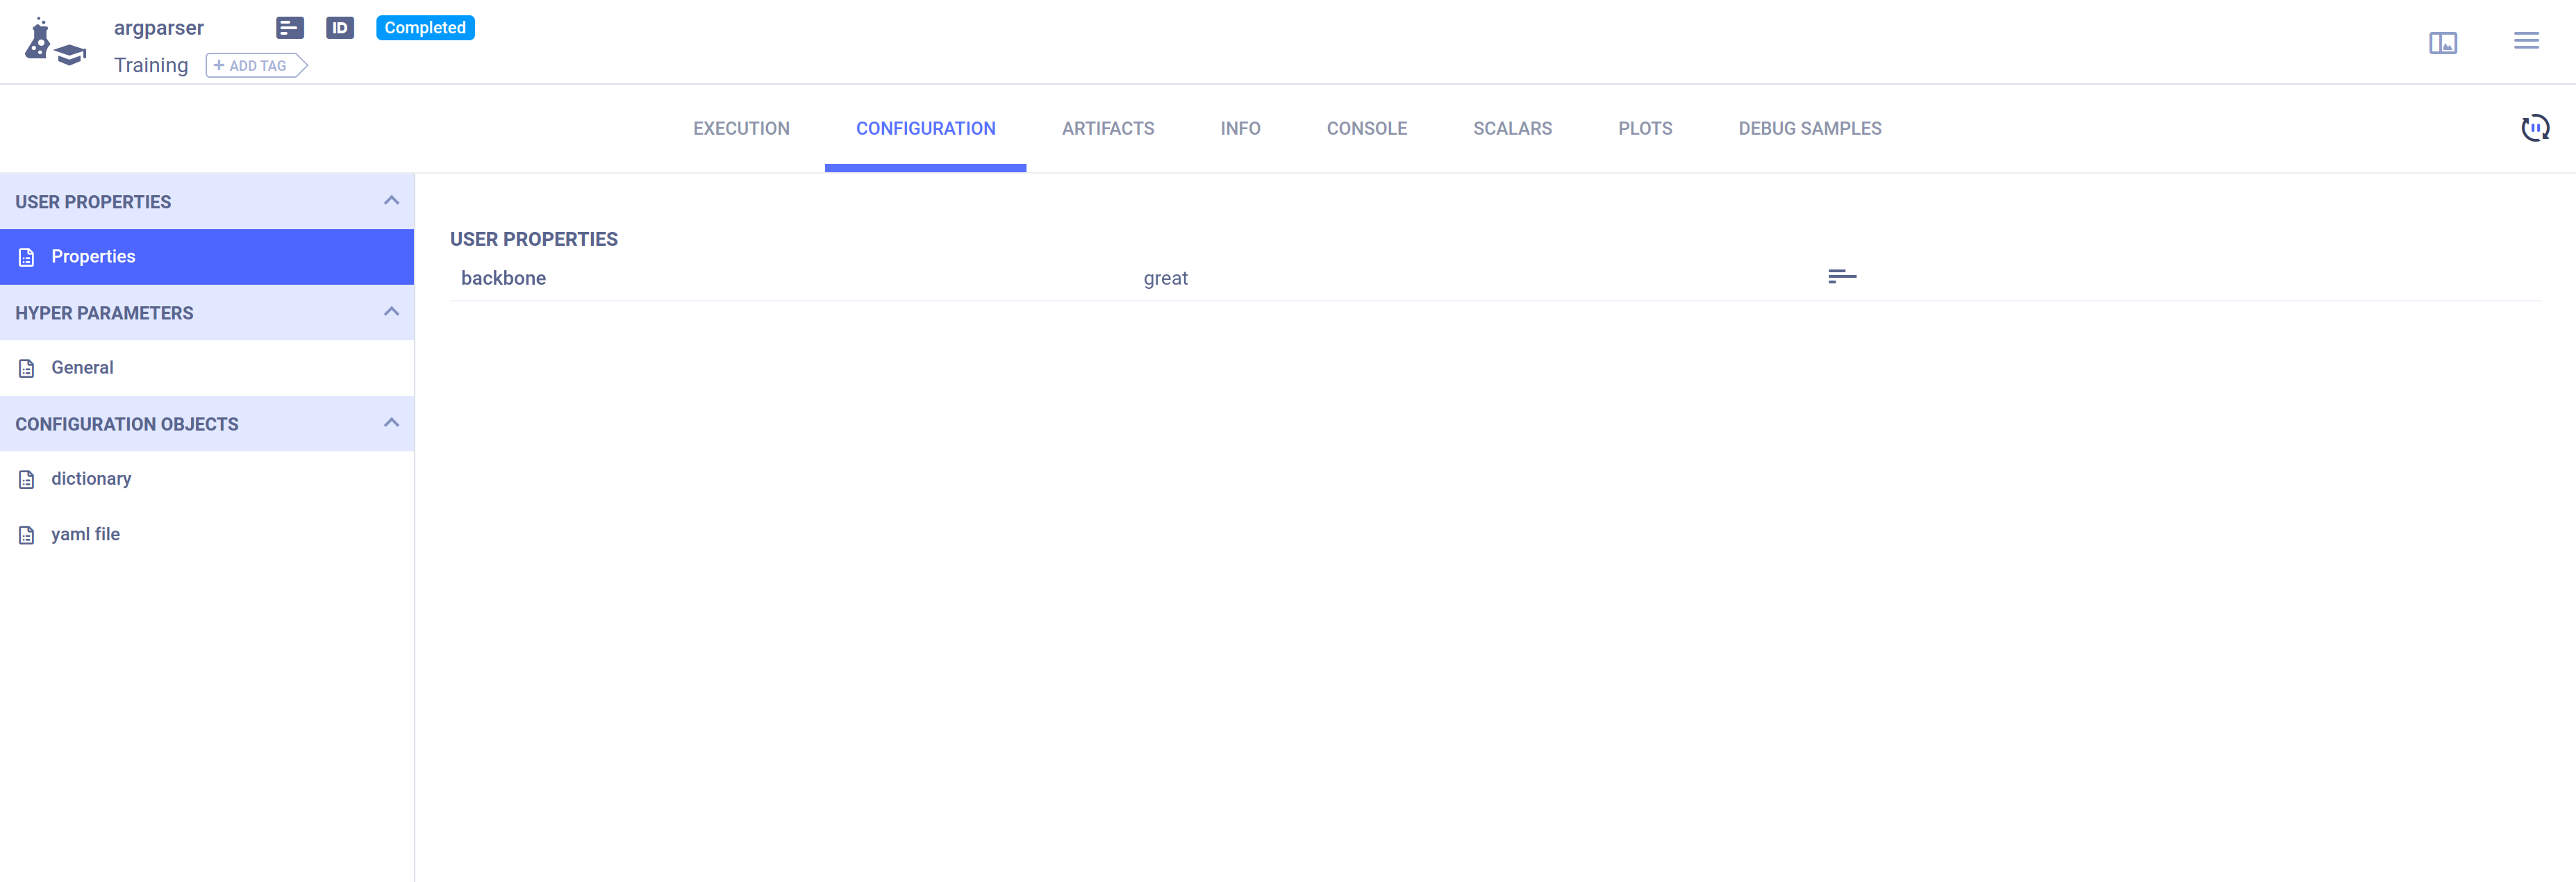 argparser ID Completed
Training + ADD TAG
EXECUTION CONFIGURATION ARTIFACTS INFO CONSOLE SCALARS PLOTS DEBUG SAMPLES
USER PROPERTIES
Properties
HYPER PARAMETERS
General
CONFIGURATION OBJECTS
dictionary
yaml file
USER PROPERTIES
backbone great